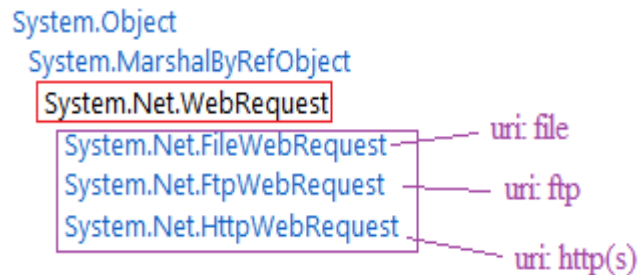 System.Object
System.MarshalByRefObject
System.Net.WebRequest
System.Net.FileWebRequest
uri: file
System.Net.FtpWebRequest
uri: ftp
System.Net.HttpWebRequest
uri: http(s)